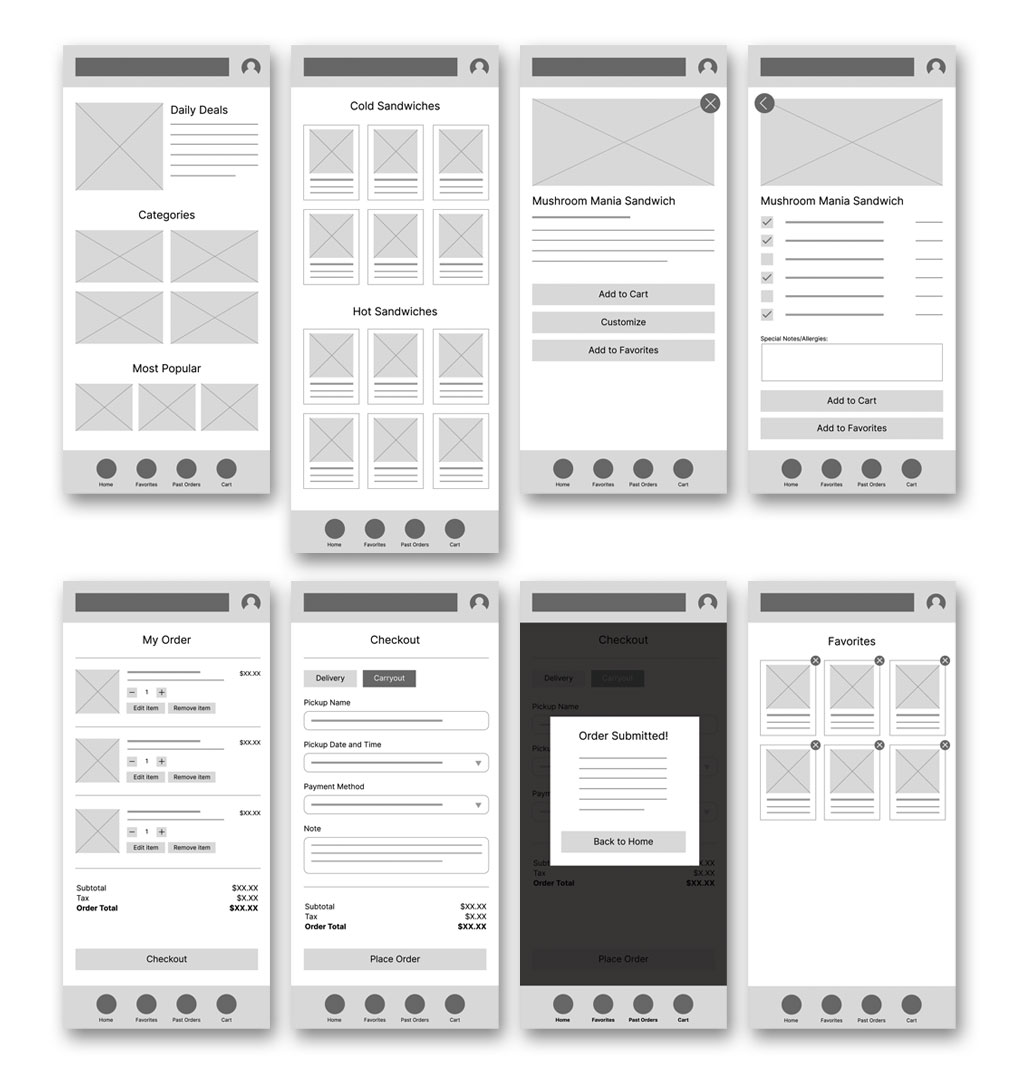 Daily Deals
Categories
Most Popular
Home Favorites Past Orders Cart
Cold Sandwiches
Hot Sandwiches
Home Favorites Past Orders Cart
Mushroom Mania Sandwich
Add to Cart
Customize
Add to Favorites
Home Favorites Past Orders Cart
Mushroom Mania Sandwich
Special Notes/Allergies:
Add to Cart
Add to Favorites
Home Favorites Past Orders Cart
My Order
$XX.XX
1
Edit Item Remove Item
$XX.XX
1
Edit Item Remove Item
$XX.XX
1
Edit Item Remove Item
Subtotal $XX.XX
Tax $X.XX
Order Total $XX.XX
Checkout
Home Favorites Past Orders Cart
Checkout
Delivery Carryout
Pickup Name
Pickup Date and Time
Payment Method
Note
Subtotal $XX.XX
Tax $X.XX
Order Total $XX.XX
Place Order
Home Favorites Past Orders Cart
Checkout
Delivery Carryout
Pickup Name
Order Submitted!
Back to Home
Tax $X.XX
Order Total $XX.XX
Place Order
Home Favorites Past Orders Cart
Favorites
Home Favorites Past Orders Cart